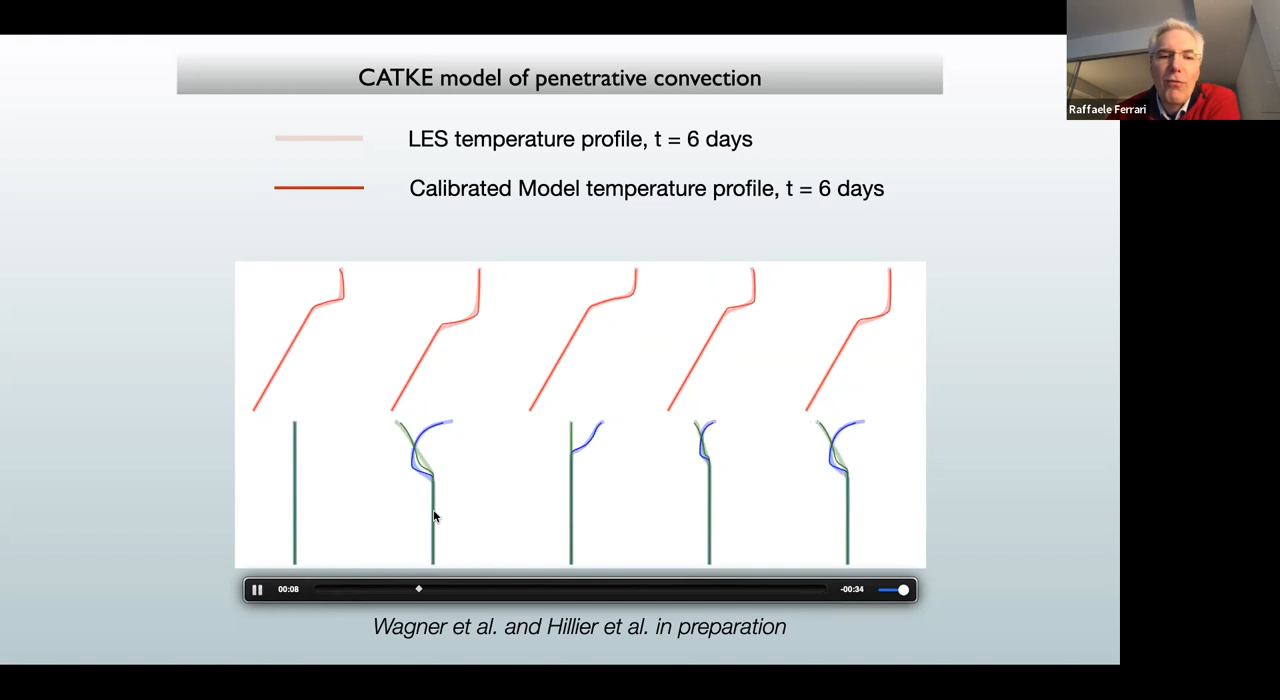 CATKE model of penetrative convection
Raffaele Ferrari
LES temperature profile, t = 6 days
Calibrated Model temperature profile, t = 6 days
00:08
-00:34
Wagner et al. and Hillier et al. in preparation